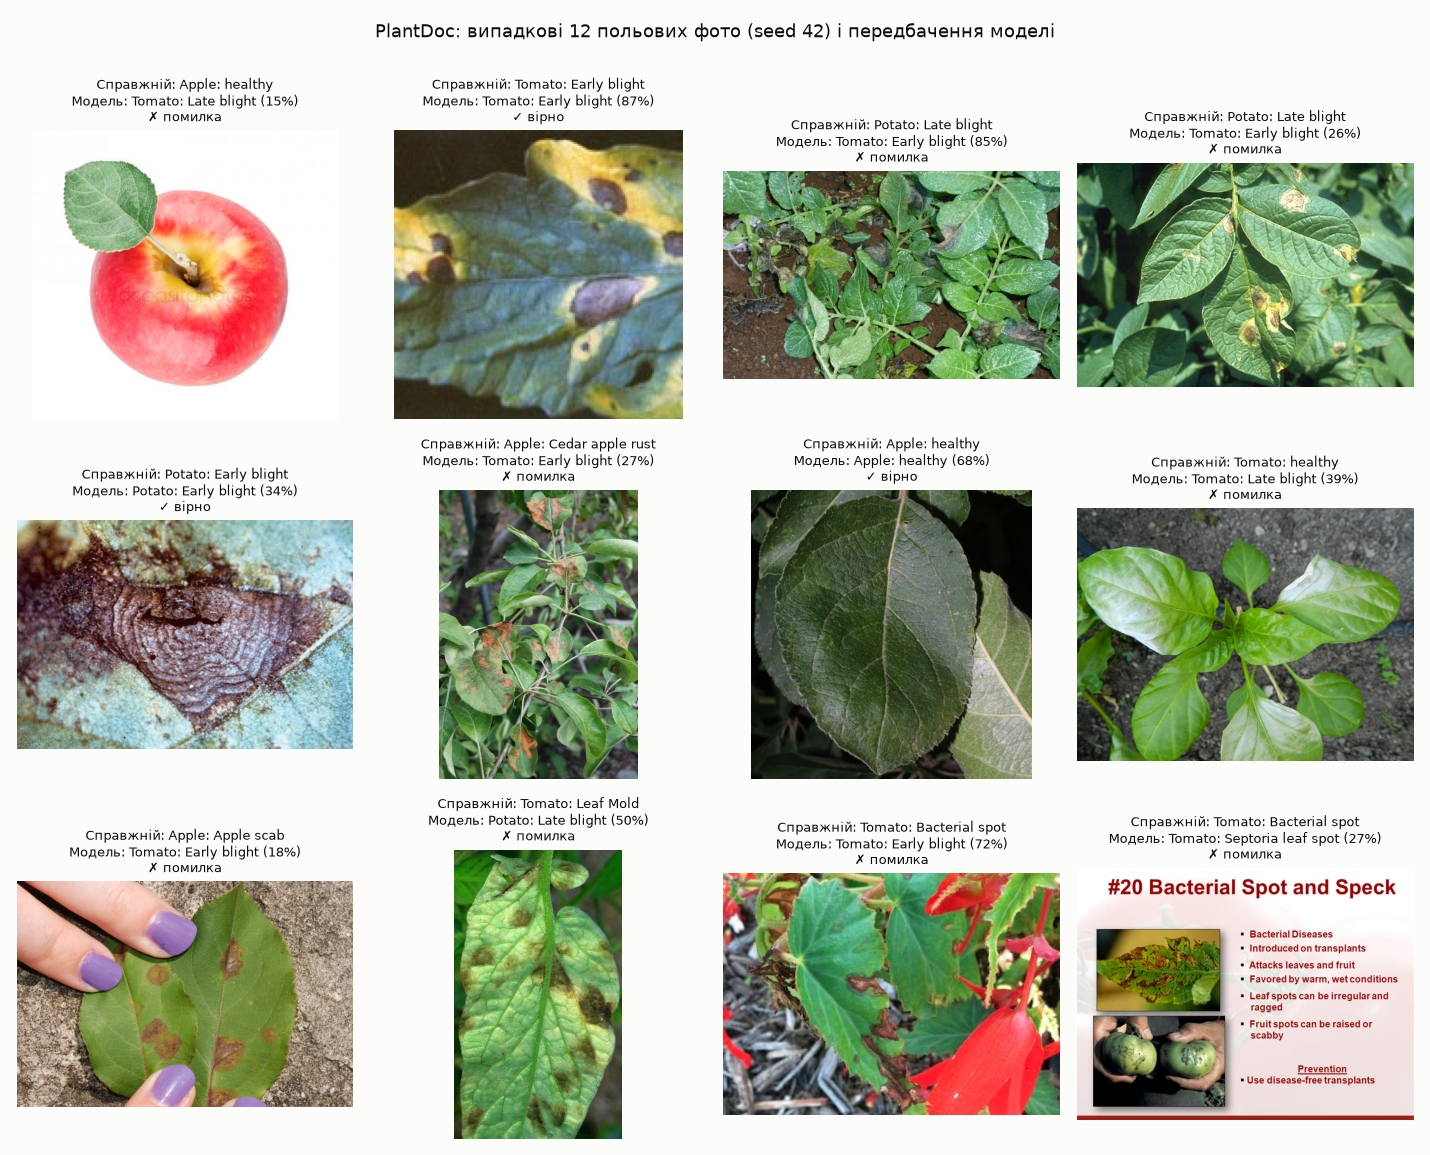 PlantDoc: випадкові 12 польових фото (seed 42) і передбачення моделі
Справжній: Apple: healthy
Модель: Tomato: Late blight (15%)
✗ помилка
Справжній: Tomato: Early blight
Модель: Tomato: Early blight (87%)
✓ вірно
Справжній: Potato: Late blight
Модель: Tomato: Early blight (85%)
✗ помилка
Справжній: Potato: Late blight
Модель: Tomato: Early blight (26%)
✗ помилка
Справжній: Potato: Early blight
Модель: Potato: Early blight (34%)
✓ вірно
Справжній: Apple: Cedar apple rust
Модель: Tomato: Early blight (27%)
✗ помилка
Справжній: Apple: healthy
Модель: Apple: healthy (68%)
✓ вірно
Справжній: Tomato: healthy
Модель: Tomato: Late blight (39%)
✗ помилка
Справжній: Apple: Apple scab
Модель: Tomato: Early blight (18%)
✗ помилка
Справжній: Tomato: Leaf Mold
Модель: Potato: Late blight (50%)
✗ помилка
Справжній: Tomato: Bacterial spot
Модель: Tomato: Early blight (72%)
✗ помилка
Справжній: Tomato: Bacterial spot
Модель: Tomato: Septoria leaf spot (27%)
✗ помилка
#20 Bacterial Spot and Speck
▪ Bacterial Diseases
▪ Introduced on transplants
▪ Attacks leaves and fruit
▪ Favored by warm, wet conditions
▪ Leaf spots can be irregular and
ragged
▪ Fruit spots can be raised or
scabby
Prevention
▪ Use disease-free transplants